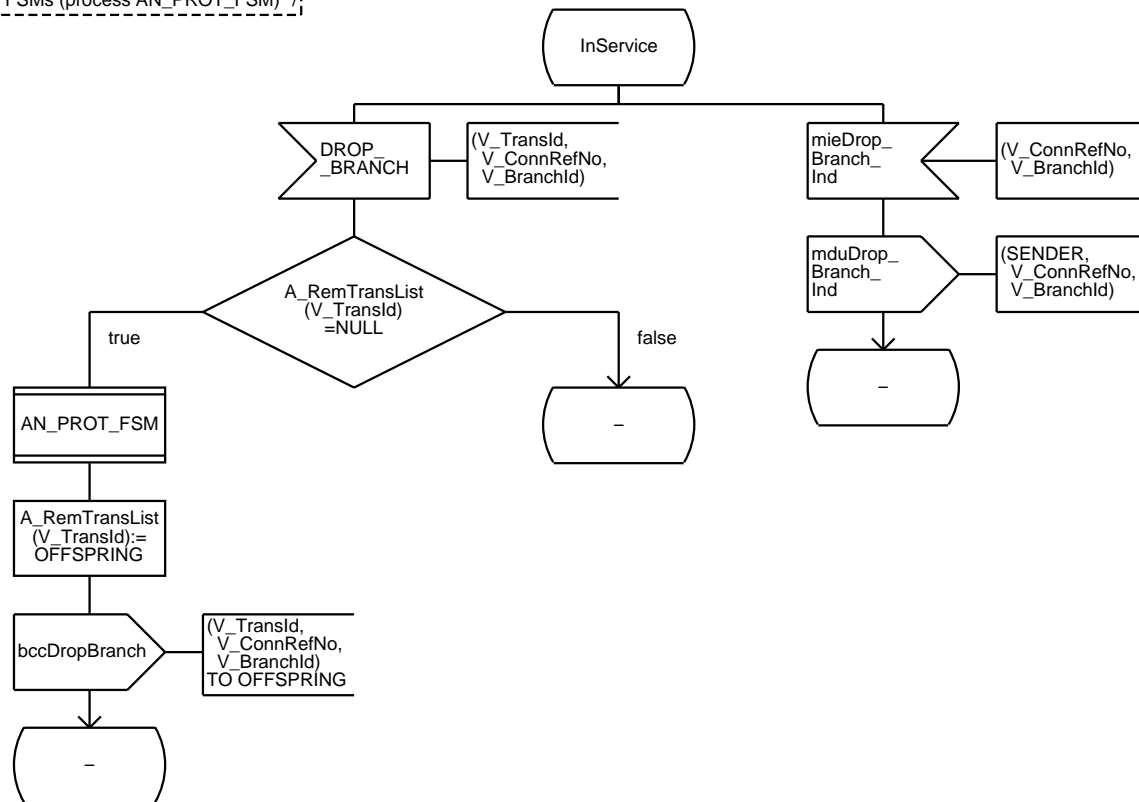 FSMs (process AN_PROT_FSM) */
InService
DROP_
_BRANCH
(V_TransId,
V_ConnRefNo,
V_BranchId)
mieDrop_
Branch_
Ind
(V_ConnRefNo,
V_BranchId)
mduDrop_
Branch_
Ind
(SENDER,
V_ConnRefNo,
V_BranchId)
–
A_RemTransList
(V_TransId)
=NULL
true
false
–
AN_PROT_FSM
A_RemTransList
(V_TransId):=
OFFSPRING
bccDropBranch
(V_TransId,
V_ConnRefNo,
V_BranchId)
TO OFFSPRING
–